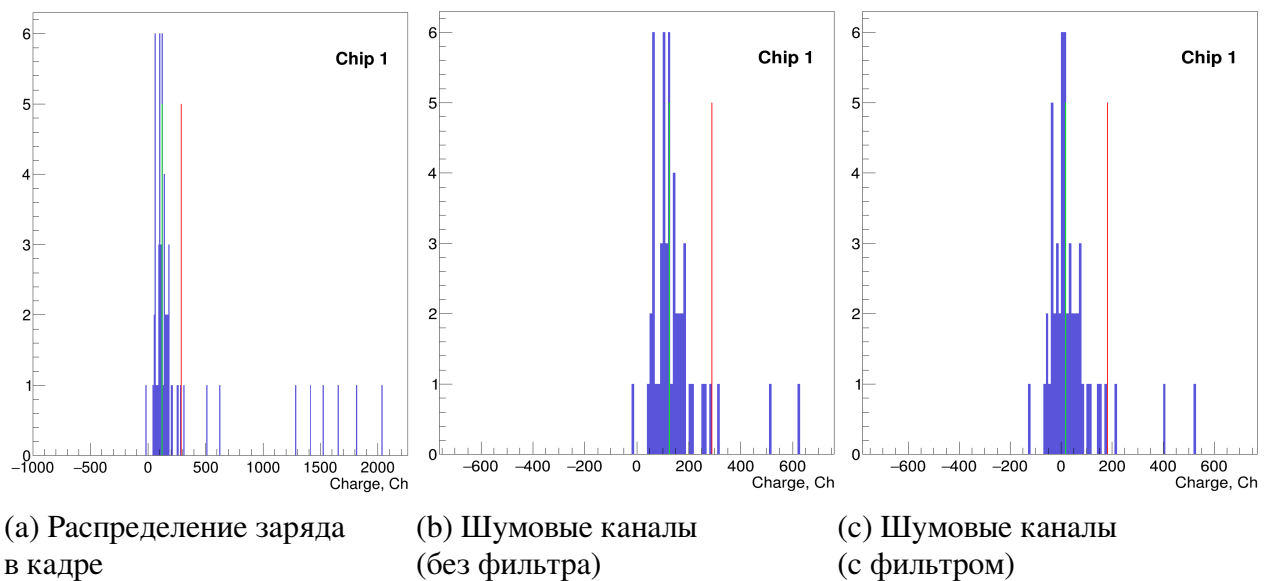 Chip 1
6
5
4
3
2
1
0
−1000 −500 0 500 1000 1500 2000
Charge, Ch
(a) Распределение заряда
в кадре
Chip 1
6
5
4
3
2
1
0
−600 −400 −200 0 200 400 600
Charge, Ch
(b) Шумовые каналы
(без фильтра)
Chip 1
6
5
4
3
2
1
0
−600 −400 −200 0 200 400 600
Charge, Ch
(c) Шумовые каналы
(с фильтром)